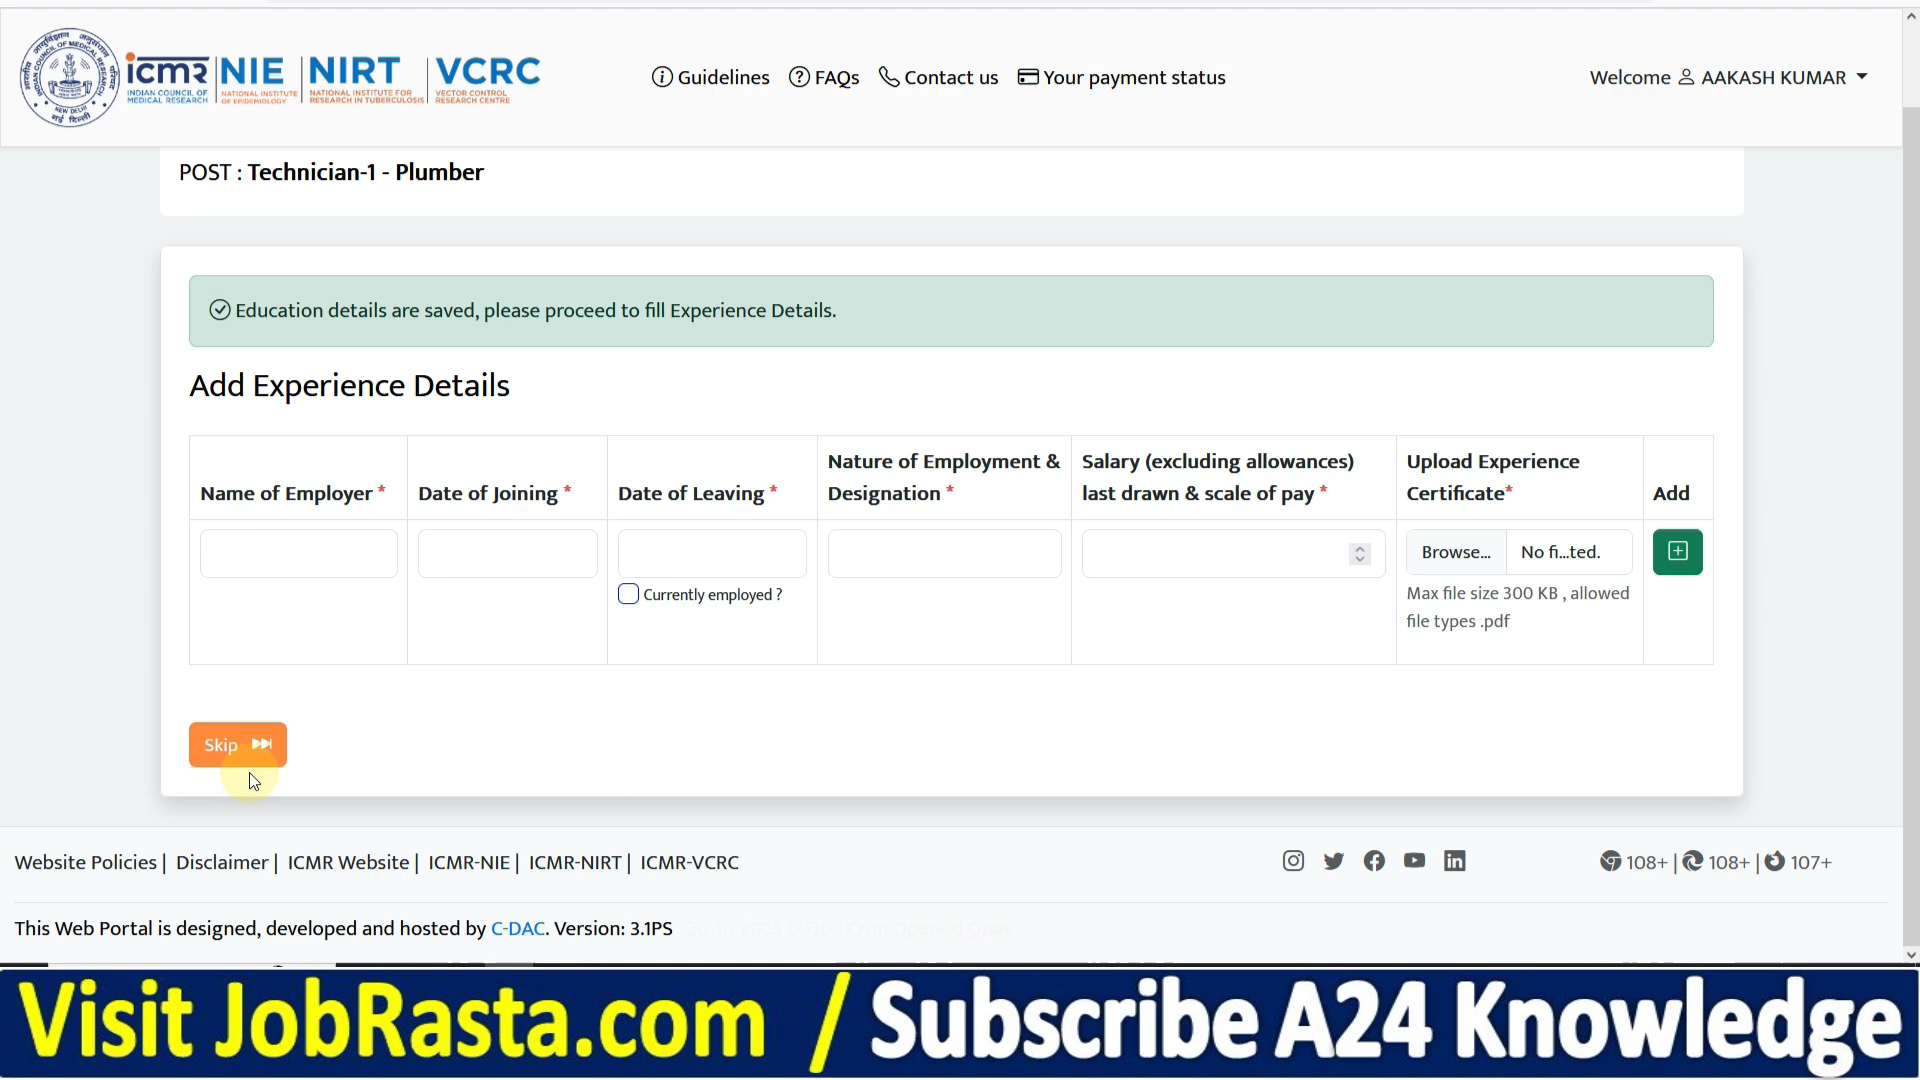 icmr
INDIAN COUNCIL OF
MEDICAL RESEARCH
NIE
NATIONAL INSTITUTE
OF EPIDEMIOLOGY
NIRT
NATIONAL INSTITUTE FOR
RESEARCH IN TUBERCULOSIS
VCRC
VECTOR CONTROL
RESEARCH CENTRE
Guidelines
FAQs
Contact us
Your payment status
Welcome AAKASH KUMAR
POST : Technician-1 - Plumber
Education details are saved, please proceed to fill Experience Details.
Add Experience Details
Name of Employer *
Date of Joining *
Date of Leaving *
Nature of Employment &
Designation *
Salary (excluding allowances)
last drawn & scale of pay *
Upload Experience
Certificate*
Add
Currently employed ?
Browse... No fi...ted.
Max file size 300 KB , allowed
file types .pdf
Skip
Website Policies | Disclaimer | ICMR Website | ICMR-NIE | ICMR-NIRT | ICMR-VCRC
108+ | 108+ | 107+
This Web Portal is designed, developed and hosted by C-DAC. Version: 3.1PS
Visit JobRasta.com / Subscribe A24 Knowledge